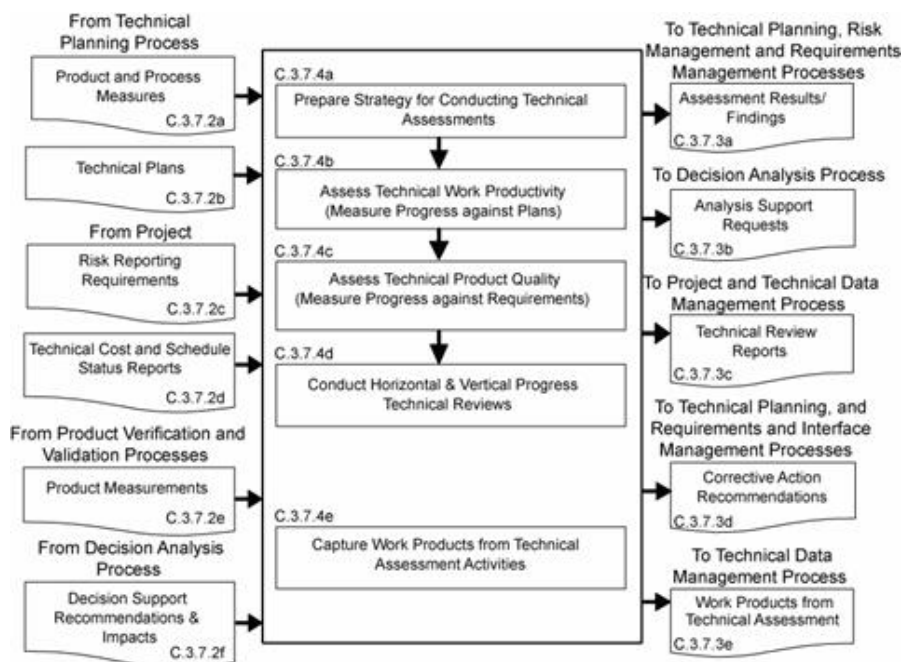 From Technical
Planning Process
Product and Process
Measures
C.3.7.2a
Technical Plans
C.3.7.2b
From Project
Risk Reporting
Requirements
C.3.7.2c
Technical Cost and Schedule
Status Reports
C.3.7.2d
From Product Verification and
Validation Processes
Product Measurements
C.3.7.2e
From Decision Analysis
Process
Decision Support
Recommendations &
Impacts
C.3.7.2f
C.3.7.4a
Prepare Strategy for Conducting Technical
Assessments
C.3.7.4b
Assess Technical Work Productivity
(Measure Progress against Plans)
C.3.7.4c
Assess Technical Product Quality
(Measure Progress against Requirements)
C.3.7.4d
Conduct Horizontal & Vertical Progress
Technical Reviews
C.3.7.4e
Capture Work Products from Technical
Assessment Activities
To Technical Planning, Risk
Management and Requirements
Management Processes
Assessment Results/
Findings
C.3.7.3a
To Decision Analysis Process
Analysis Support
Requests
C.3.7.3b
To Project and Technical Data
Management Process
Technical Review
Reports
C.3.7.3c
To Technical Planning, and
Requirements and Interface
Management Processes
Corrective Action
Recommendations
C.3.7.3d
To Technical Data
Management Process
Work Products from
Technical Assessment
C.3.7.3e